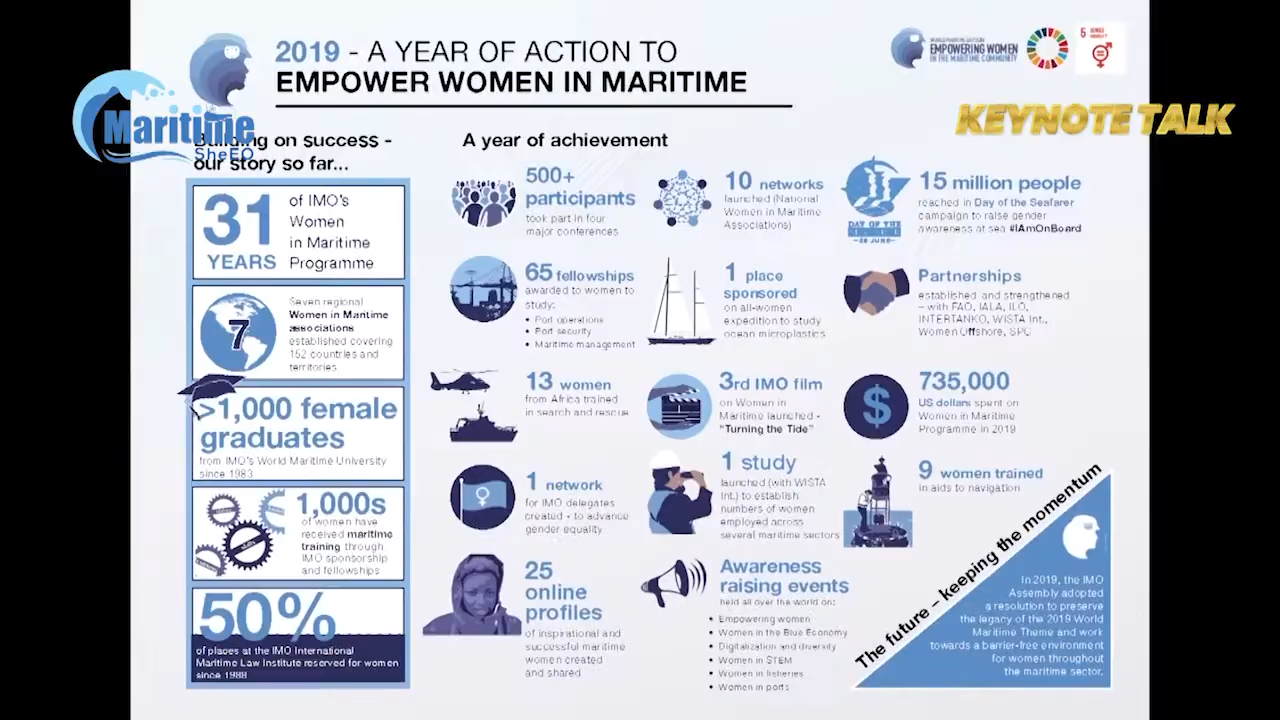 2019 - A YEAR OF ACTION TO
EMPOWER WOMEN IN MARITIME
EMPOWERING WOMEN
IN THE MARITIME COMMUNITY
5
Maritime
SheEO
KEYNOTE TALK
Building on success -
our story so far...
31
YEARS
of IMO's
Women
in Maritime
Programme
7
Seven regional
Women in Maritime
associations
established covering
152 countries and
territories
>1,000 female
graduates
from IMO's World Maritime University
since 1983
1,000s
of women have
received maritime
training through
IMO sponsorship
and fellowships
50%
of places at the IMO International
Maritime Law Institute reserved for women
since 1988
A year of achievement
500+
participants
took part in four
major conferences
10 networks
launched (National
Women in Maritime
Associations)
DAY OF THE
15 million people
reached in Day of the Seafarer
campaign to raise gender
awareness at sea #IAmOnBoard
65 fellowships
awarded to women to
study:
• Port operations
• Port security
• Maritime management
1 place
sponsored
on all-women
expedition to study
ocean microplastics
Partnerships
established and strengthened
– with FAO, IALA, ILO,
INTERTANKO, WISTA Int.,
Women Offshore, SPC
13 women
from Africa trained
in search and rescue
3rd IMO film
on Women in
Maritime launched -
"Turning the Tide"
$
735,000
US dollars spent on
Women in Maritime
Programme in 2019
1 network
for IMO delegates
created - to advance
gender equality
1 study
launched (with WISTA
Int.) to establish
numbers of women
employed across
several maritime sectors
9 women trained
in aids to navigation
25
online
profiles
of inspirational and
successful maritime
women created
and shared
Awareness
raising events
held all over the world on:
• Empowering women
• Women in the Blue Economy
• Digitalization and diversity
• Women in STEM
• Women in fisheries
• Women in ports
The future – keeping the momentum
In 2019, the IMO
Assembly adopted
a resolution to preserve
the legacy of the 2019 World
Maritime Theme and work
towards a barrier-free environment
for women throughout
the maritime sector.